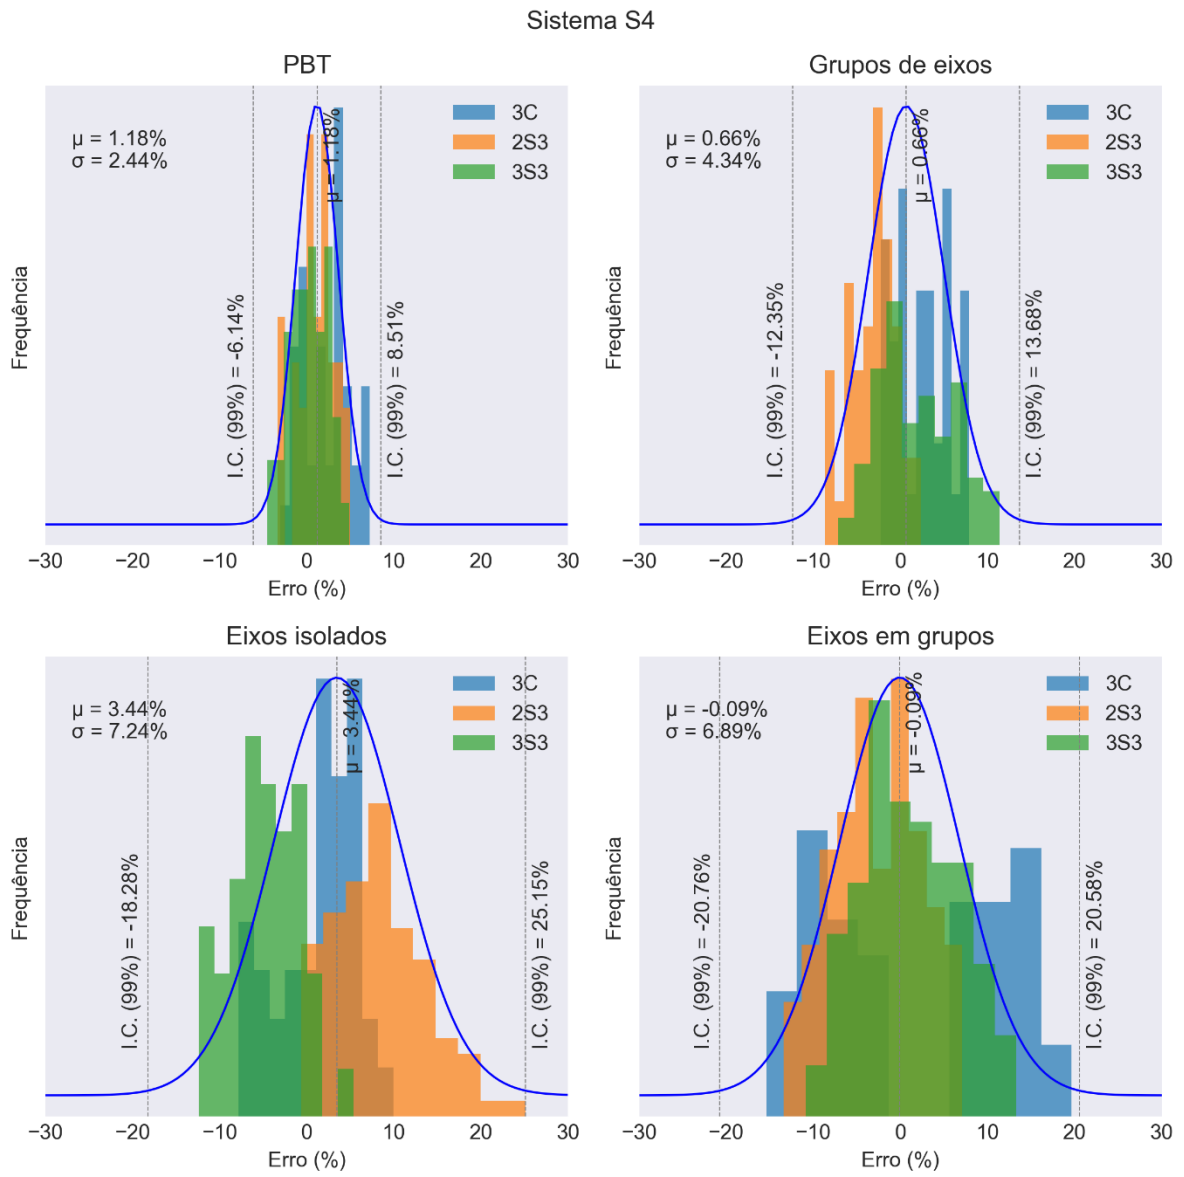 Sistema S4
PBT
μ = 1.18%
σ = 2.44%
3C
2S3
3S3
μ = 1.18%
I.C. (99%) = -6.14%
I.C. (99%) = 8.51%
Frequência
−30
−20
−10
0
10
20
30
Erro (%)
Grupos de eixos
μ = 0.66%
σ = 4.34%
3C
2S3
3S3
μ = 0.66%
I.C. (99%) = -12.35%
I.C. (99%) = 13.68%
Frequência
−30
−20
−10
0
10
20
30
Erro (%)
Eixos isolados
μ = 3.44%
σ = 7.24%
3C
2S3
3S3
μ = 3.44%
I.C. (99%) = -18.28%
I.C. (99%) = 25.15%
Frequência
−30
−20
−10
0
10
20
30
Erro (%)
Eixos em grupos
μ = -0.09%
σ = 6.89%
3C
2S3
3S3
μ = -0.09%
I.C. (99%) = -20.76%
I.C. (99%) = 20.58%
Frequência
−30
−20
−10
0
10
20
30
Erro (%)